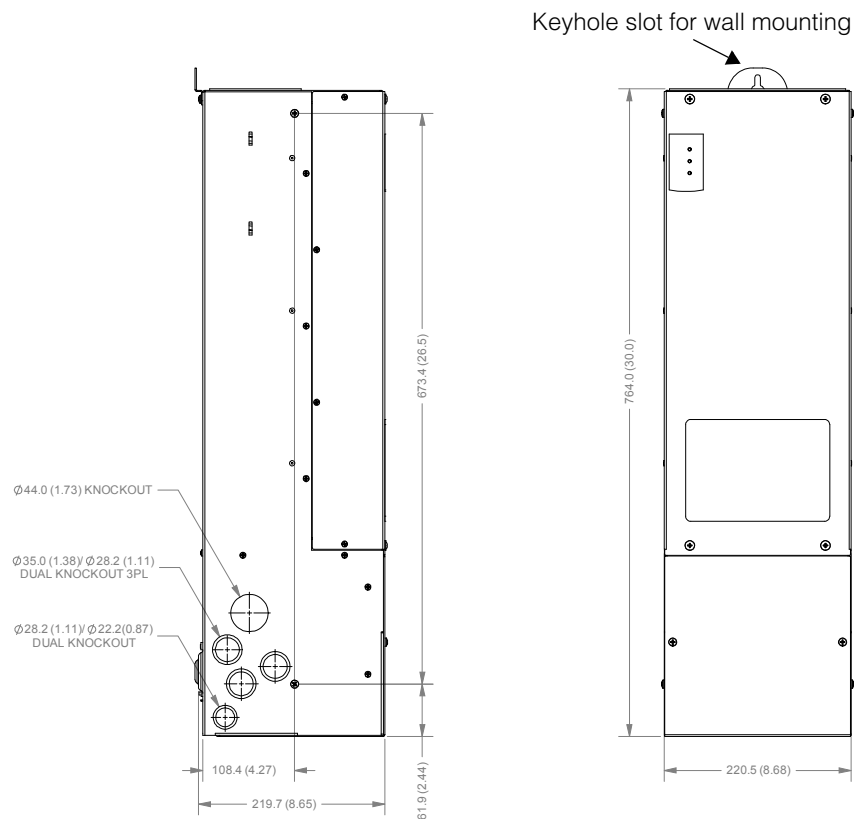 Keyhole slot for wall mounting
673.4 (26.5)
764.0 (30.0)
Ø44.0 (1.73) KNOCKOUT
Ø35.0 (1.38)/ Ø28.2 (1.11)
DUAL KNOCKOUT 3PL
Ø28.2 (1.11)/ Ø22.2(0.87)
DUAL KNOCKOUT
108.4 (4.27)
219.7 (8.65)
61.9 (2.44)
220.5 (8.68)